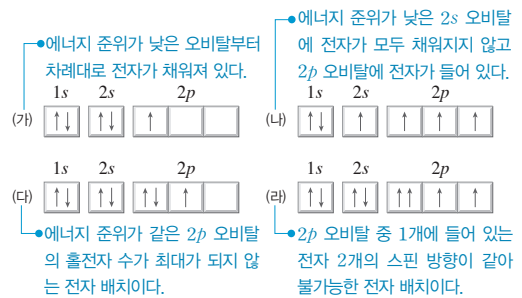 에너지 준위가 낮은 오비탈부터
차례대로 전자가 채워져 있다.
에너지 준위가 낮은 2s 오비탈
에 전자가 모두 채워지지 않고
2p 오비탈에 전자가 들어 있다.
1s 2s 2p
(가) ↑↓ ↑↓ ↑
1s 2s 2p
(나) ↑↓ ↑ ↑ ↑ ↑
1s 2s 2p
(다) ↑↓ ↑↓ ↑↓ ↑
1s 2s 2p
(라) ↑↓ ↑↓ ↑↑ ↑ ↑
에너지 준위가 같은 2p 오비탈
의 홀전자 수가 최대가 되지 않
는 전자 배치이다.
2p 오비탈 중 1개에 들어 있는
전자 2개의 스핀 방향이 같아
불가능한 전자 배치이다.